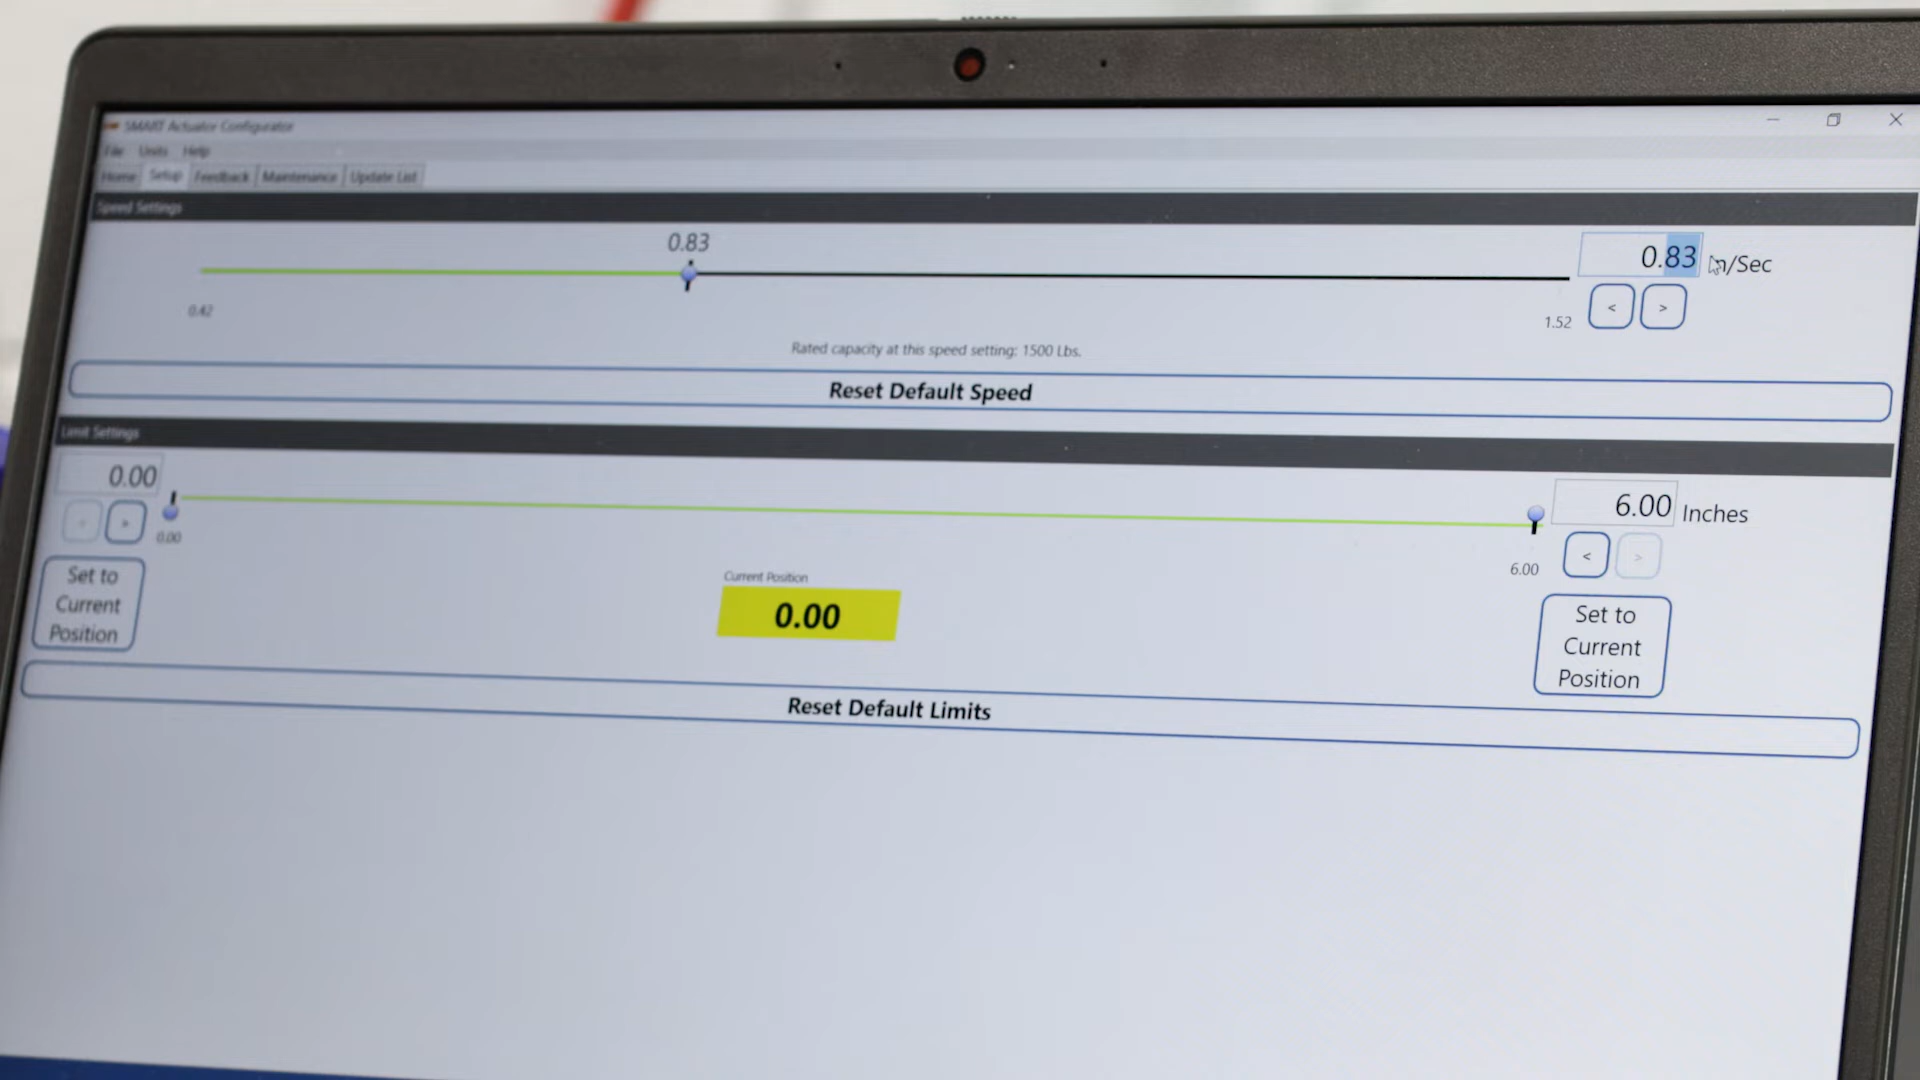 SMART Actuator Configurator
File Units Help
Home Setup Feedback Maintenance Update List
Speed Settings
0.83
0.83 in/Sec
0.42
1.52
< >
Rated capacity at this speed setting: 1500 Lbs.
Reset Default Speed
Limit Settings
0.00
6.00 Inches
0.00
6.00
< >
Current Position
0.00
Set to
Current
Position
Set to
Current
Position
Reset Default Limits